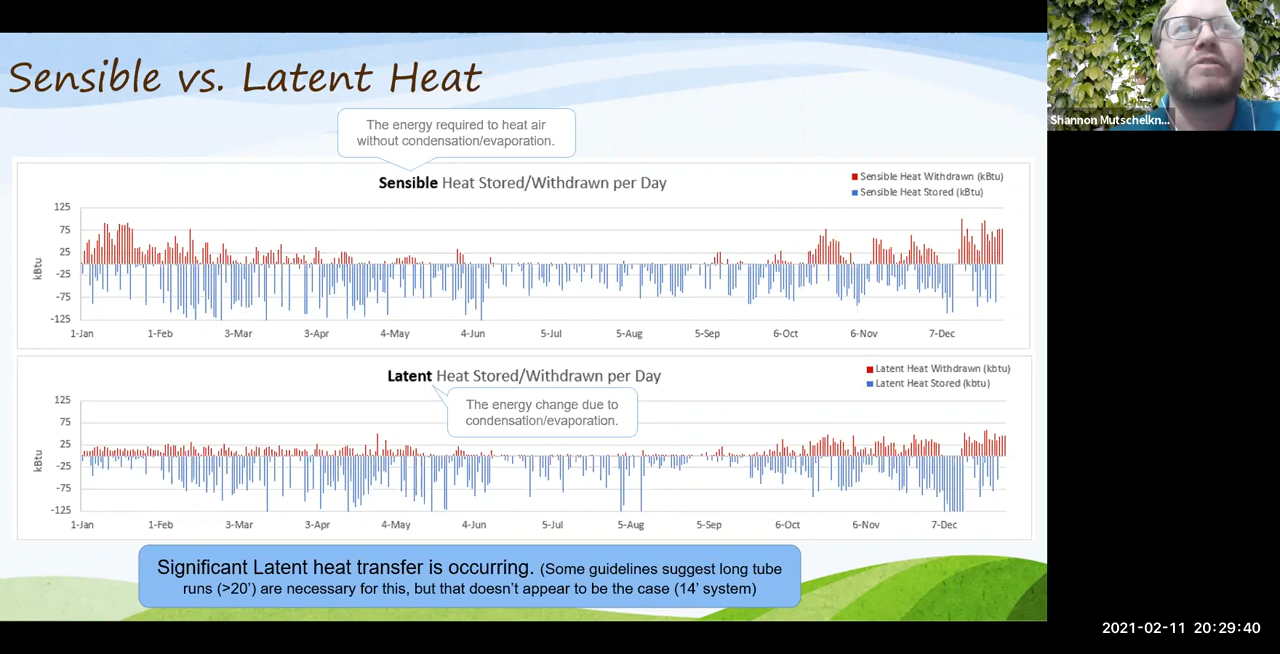 Sensible vs. Latent Heat
The energy required to heat air
without condensation/evaporation.
Sensible Heat Stored/Withdrawn per Day
Sensible Heat Withdrawn (kBtu)
Sensible Heat Stored (kBtu)
kBtu
125
75
25
-25
-75
-125
1-Jan 1-Feb 3-Mar 3-Apr 4-May 4-Jun 5-Jul 5-Aug 5-Sep 6-Oct 6-Nov 7-Dec
Latent Heat Stored/Withdrawn per Day
Latent Heat Withdrawn (kbtu)
Latent Heat Stored (kbtu)
The energy change due to
condensation/evaporation.
kBtu
125
75
25
-25
-75
-125
1-Jan 1-Feb 3-Mar 3-Apr 4-May 4-Jun 5-Jul 5-Aug 5-Sep 6-Oct 6-Nov 7-Dec
Significant Latent heat transfer is occurring. (Some guidelines suggest long tube
runs (>20') are necessary for this, but that doesn't appear to be the case (14' system)
Shannon Mutschelkn...
2021-02-11 20:29:40